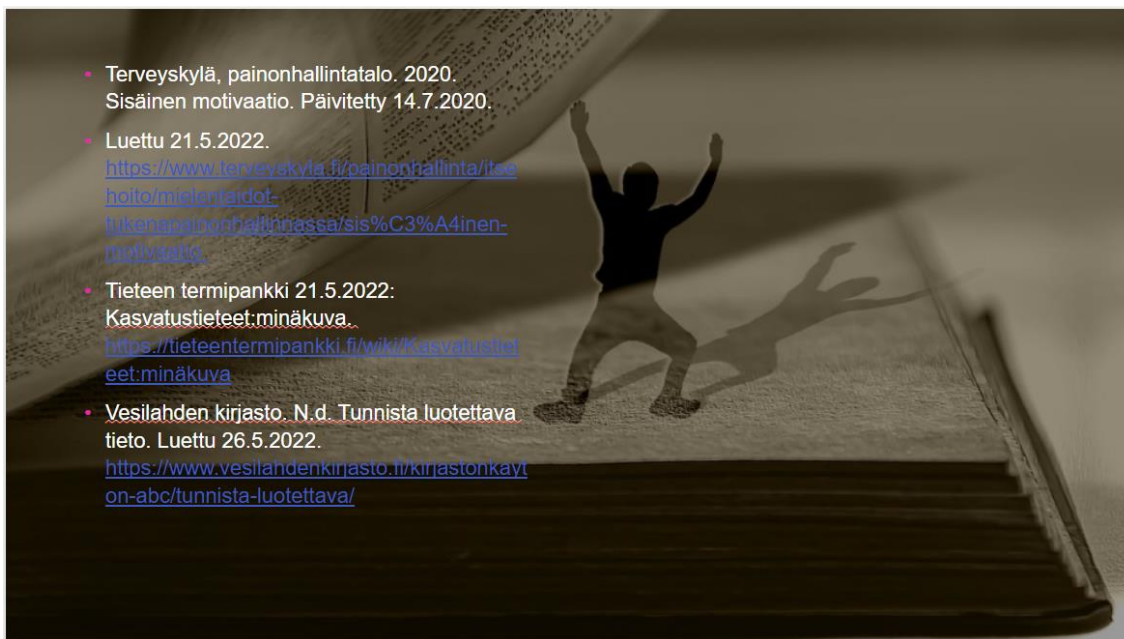 Terveyskylä, painonhallintatalo. 2020.
Sisäinen motivaatio. Päivitetty 14.7.2020.
Luettu 21.5.2022.
https://www.terveyskyla.fi/painonhallinta/itse
hoito/mielentaidot-
tukenapainonhallinnassa/sis%C3%A4inen-
motivaatio.
Tieteen termipankki 21.5.2022:
Kasvatustieteet:minäkuva.
https://tieteentermipankki.fi/wiki/Kasvatustiet
eet:minäkuva
Vesilahden kirjasto. N.d. Tunnista luotettava
tieto. Luettu 26.5.2022.
https://www.vesilahdenkirjasto.fi/kirjastonkayt
on-abc/tunnista-luotettava/